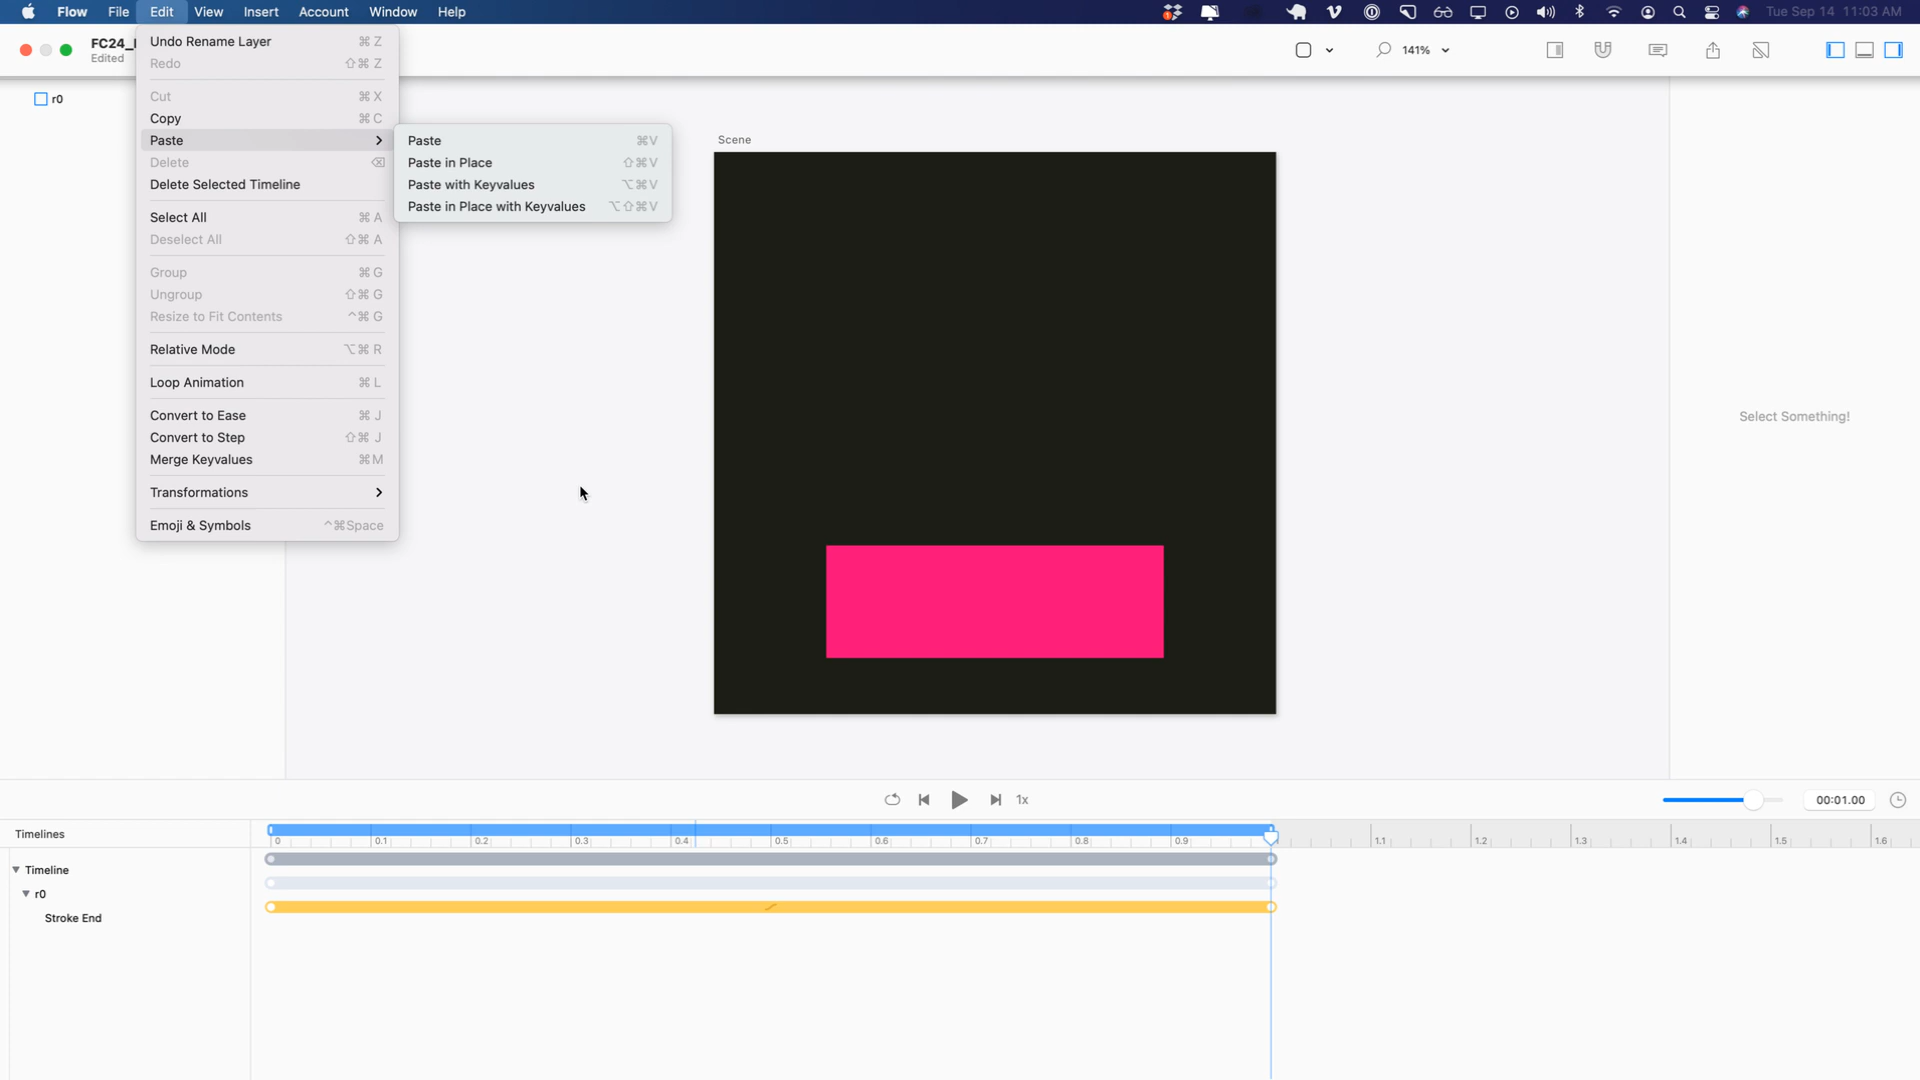 Flow File Edit View Insert Account Window Help Tue Sep 14 11:03 AM
FC24_
Edited
141%
Undo Rename Layer ⌘ Z
Redo ⇧⌘ Z
Cut ⌘ X
Copy ⌘ C
Paste
Delete ⌫
Delete Selected Timeline
Select All ⌘ A
Deselect All ⇧⌘ A
Group ⌘ G
Ungroup ⇧⌘ G
Resize to Fit Contents ^⌘ G
Relative Mode ⌥⌘ R
Loop Animation ⌘ L
Convert to Ease ⌘ J
Convert to Step ⇧⌘ J
Merge Keyvalues ⌘M
Transformations
Emoji & Symbols ^⌘Space
Paste ⌘V
Paste in Place ⇧⌘V
Paste with Keyvalues ⌥⌘V
Paste in Place with Keyvalues ⌥⇧⌘V
r0
Scene
Select Something!
1x
00:01.00
Timelines
0 0.1 0.2 0.3 0.4 0.5 0.6 0.7 0.8 0.9 1.1 1.2 1.3 1.4 1.5 1.6
Timeline
r0
Stroke End